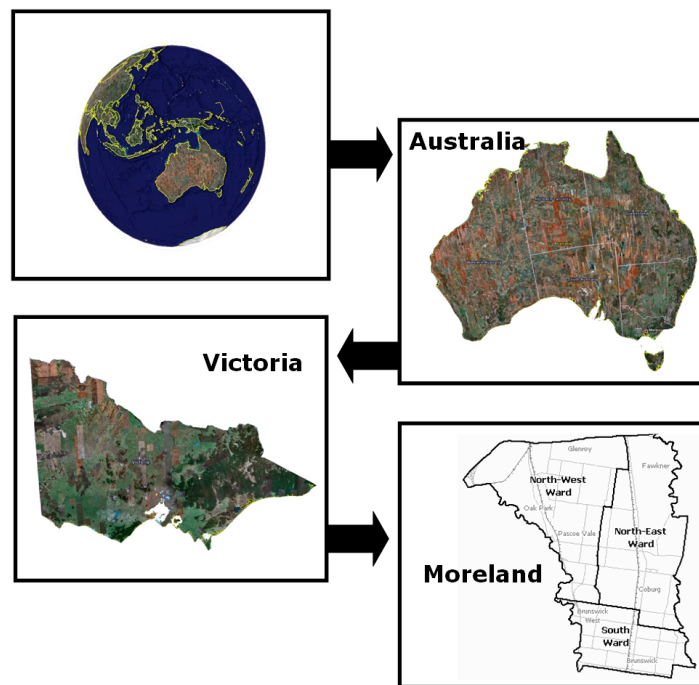 Australia
Victoria
Moreland
Glenroy
Fawkner
North-West
Ward
Oak Park
Pascoe Vale
North-East
Ward
Coburg
Brunswick
West
South
Ward
Brunswick